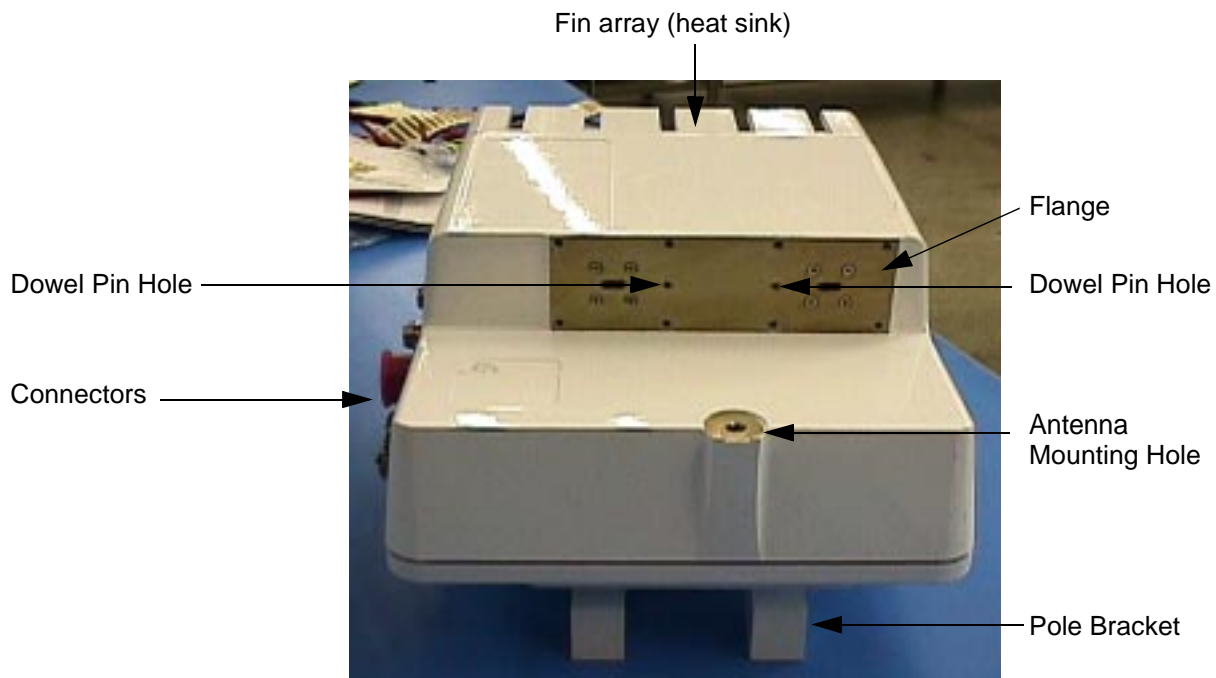 Fin array (heat sink)
Flange
Dowel Pin Hole
Dowel Pin Hole
Connectors
Antenna
Mounting Hole
Pole Bracket